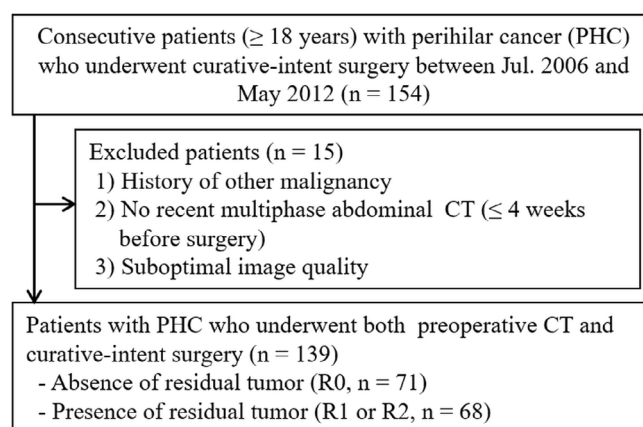 Consecutive patients (≥ 18 years) with perihilar cancer (PHC)
who underwent curative-intent surgery between Jul. 2006 and
May 2012 (n = 154)
Excluded patients (n = 15)
1) History of other malignancy
2) No recent multiphase abdominal CT (≤ 4 weeks
before surgery)
3) Suboptimal image quality
Patients with PHC who underwent both preoperative CT and
curative-intent surgery (n = 139)
- Absence of residual tumor (R0, n = 71)
- Presence of residual tumor (R1 or R2, n = 68)